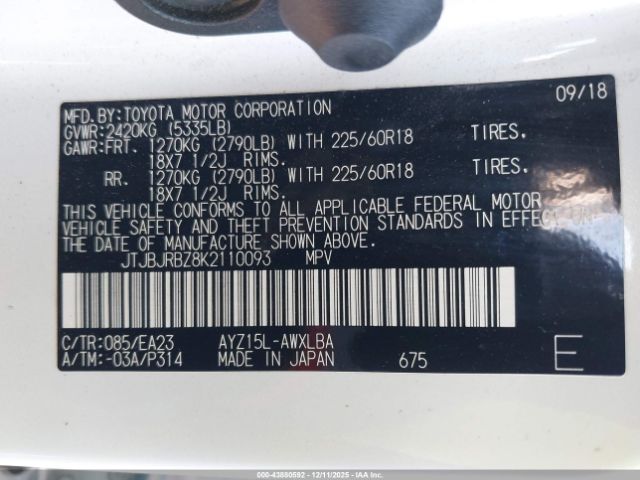 MFD.BY:TOYOTA MOTOR CORPORATION 09/18
GVWR:2420KG (5335LB)
GAWR:FRT. 1270KG (2790LB) WITH 225/60R18 TIRES.
18X7 1/2J RIMS.
RR. 1270KG (2790LB) WITH 225/60R18 TIRES.
18X7 1/2J RIMS.
THIS VEHICLE CONFORMS TO ALL APPLICABLE FEDERAL MOTOR
VEHICLE SAFETY AND THEFT PREVENTION STANDARDS IN EFFECT ON
THE DATE OF MANUFACTURE SHOWN ABOVE.
JTJBJRBZ8K2110093 MPV
C/TR:085/EA23 AYZ15L-AWXLBA
A/TM:-03A/P314 MADE IN JAPAN 675 E
000-43880592 - 12/11/2025 - IAA Inc.